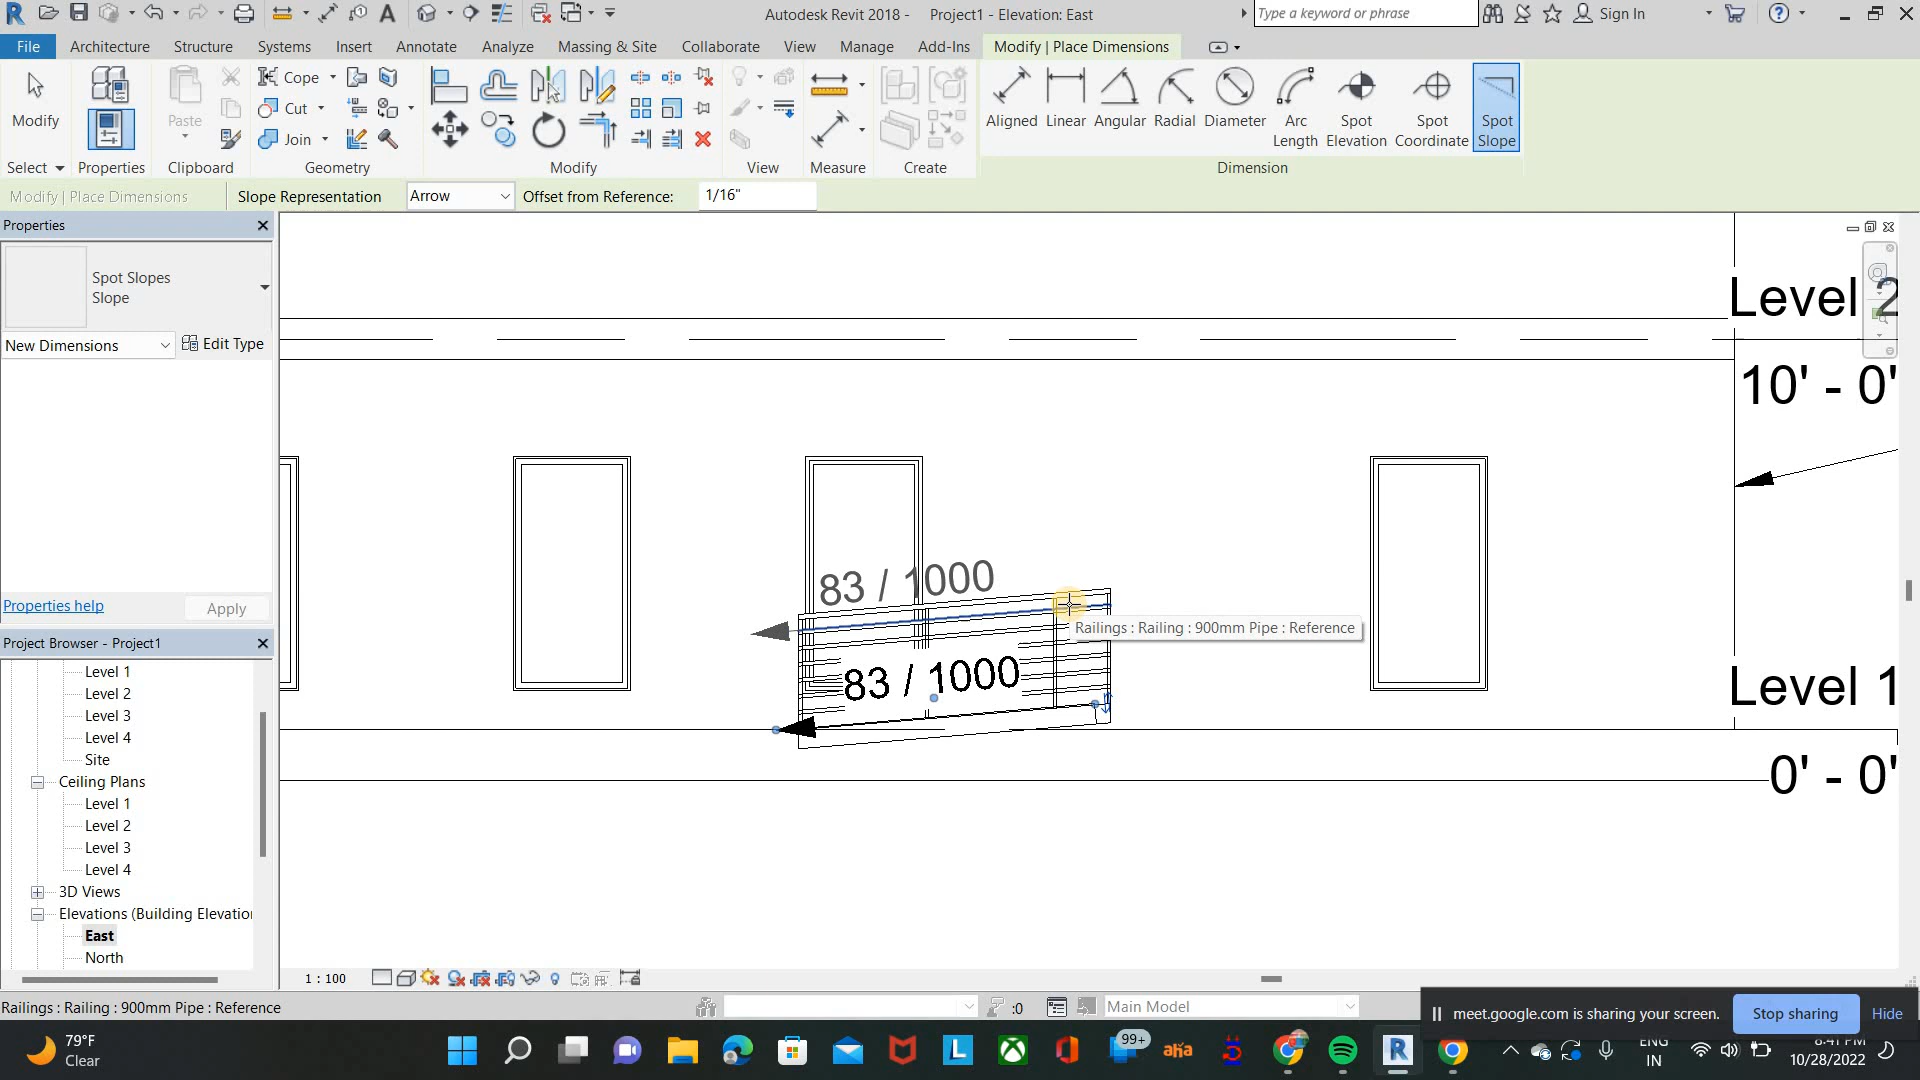 Autodesk Revit 2018 - Project1 - Elevation: East
Type a keyword or phrase
Sign In
File Architecture Structure Systems Insert Annotate Analyze Massing & Site Collaborate View Manage Add-Ins Modify | Place Dimensions
Modify
Paste
Cope
Cut
Join
Aligned Linear Angular Radial Diameter Arc Length Spot Elevation Spot Coordinate Spot Slope
Select Properties Clipboard Geometry Modify View Measure Create Dimension
Modify | Place Dimensions Slope Representation Arrow Offset from Reference: 1/16"
Properties
Spot Slopes
Slope
New Dimensions Edit Type
Properties help Apply
Project Browser - Project1
Level 1
Level 2
Level 3
Level 4
Site
Ceiling Plans
Level 1
Level 2
Level 3
Level 4
3D Views
Elevations (Building Elevation
East
North
Level 2
10' - 0"
83 / 1000
Railings : Railing : 900mm Pipe : Reference
83 / 1000
Level 1
0' - 0"
1 : 100
Railings : Railing : 900mm Pipe : Reference
:0
Main Model
meet.google.com is sharing your screen. Stop sharing Hide
79°F
Clear
99+
aha
ENG
IN
8:41 PM
10/28/2022